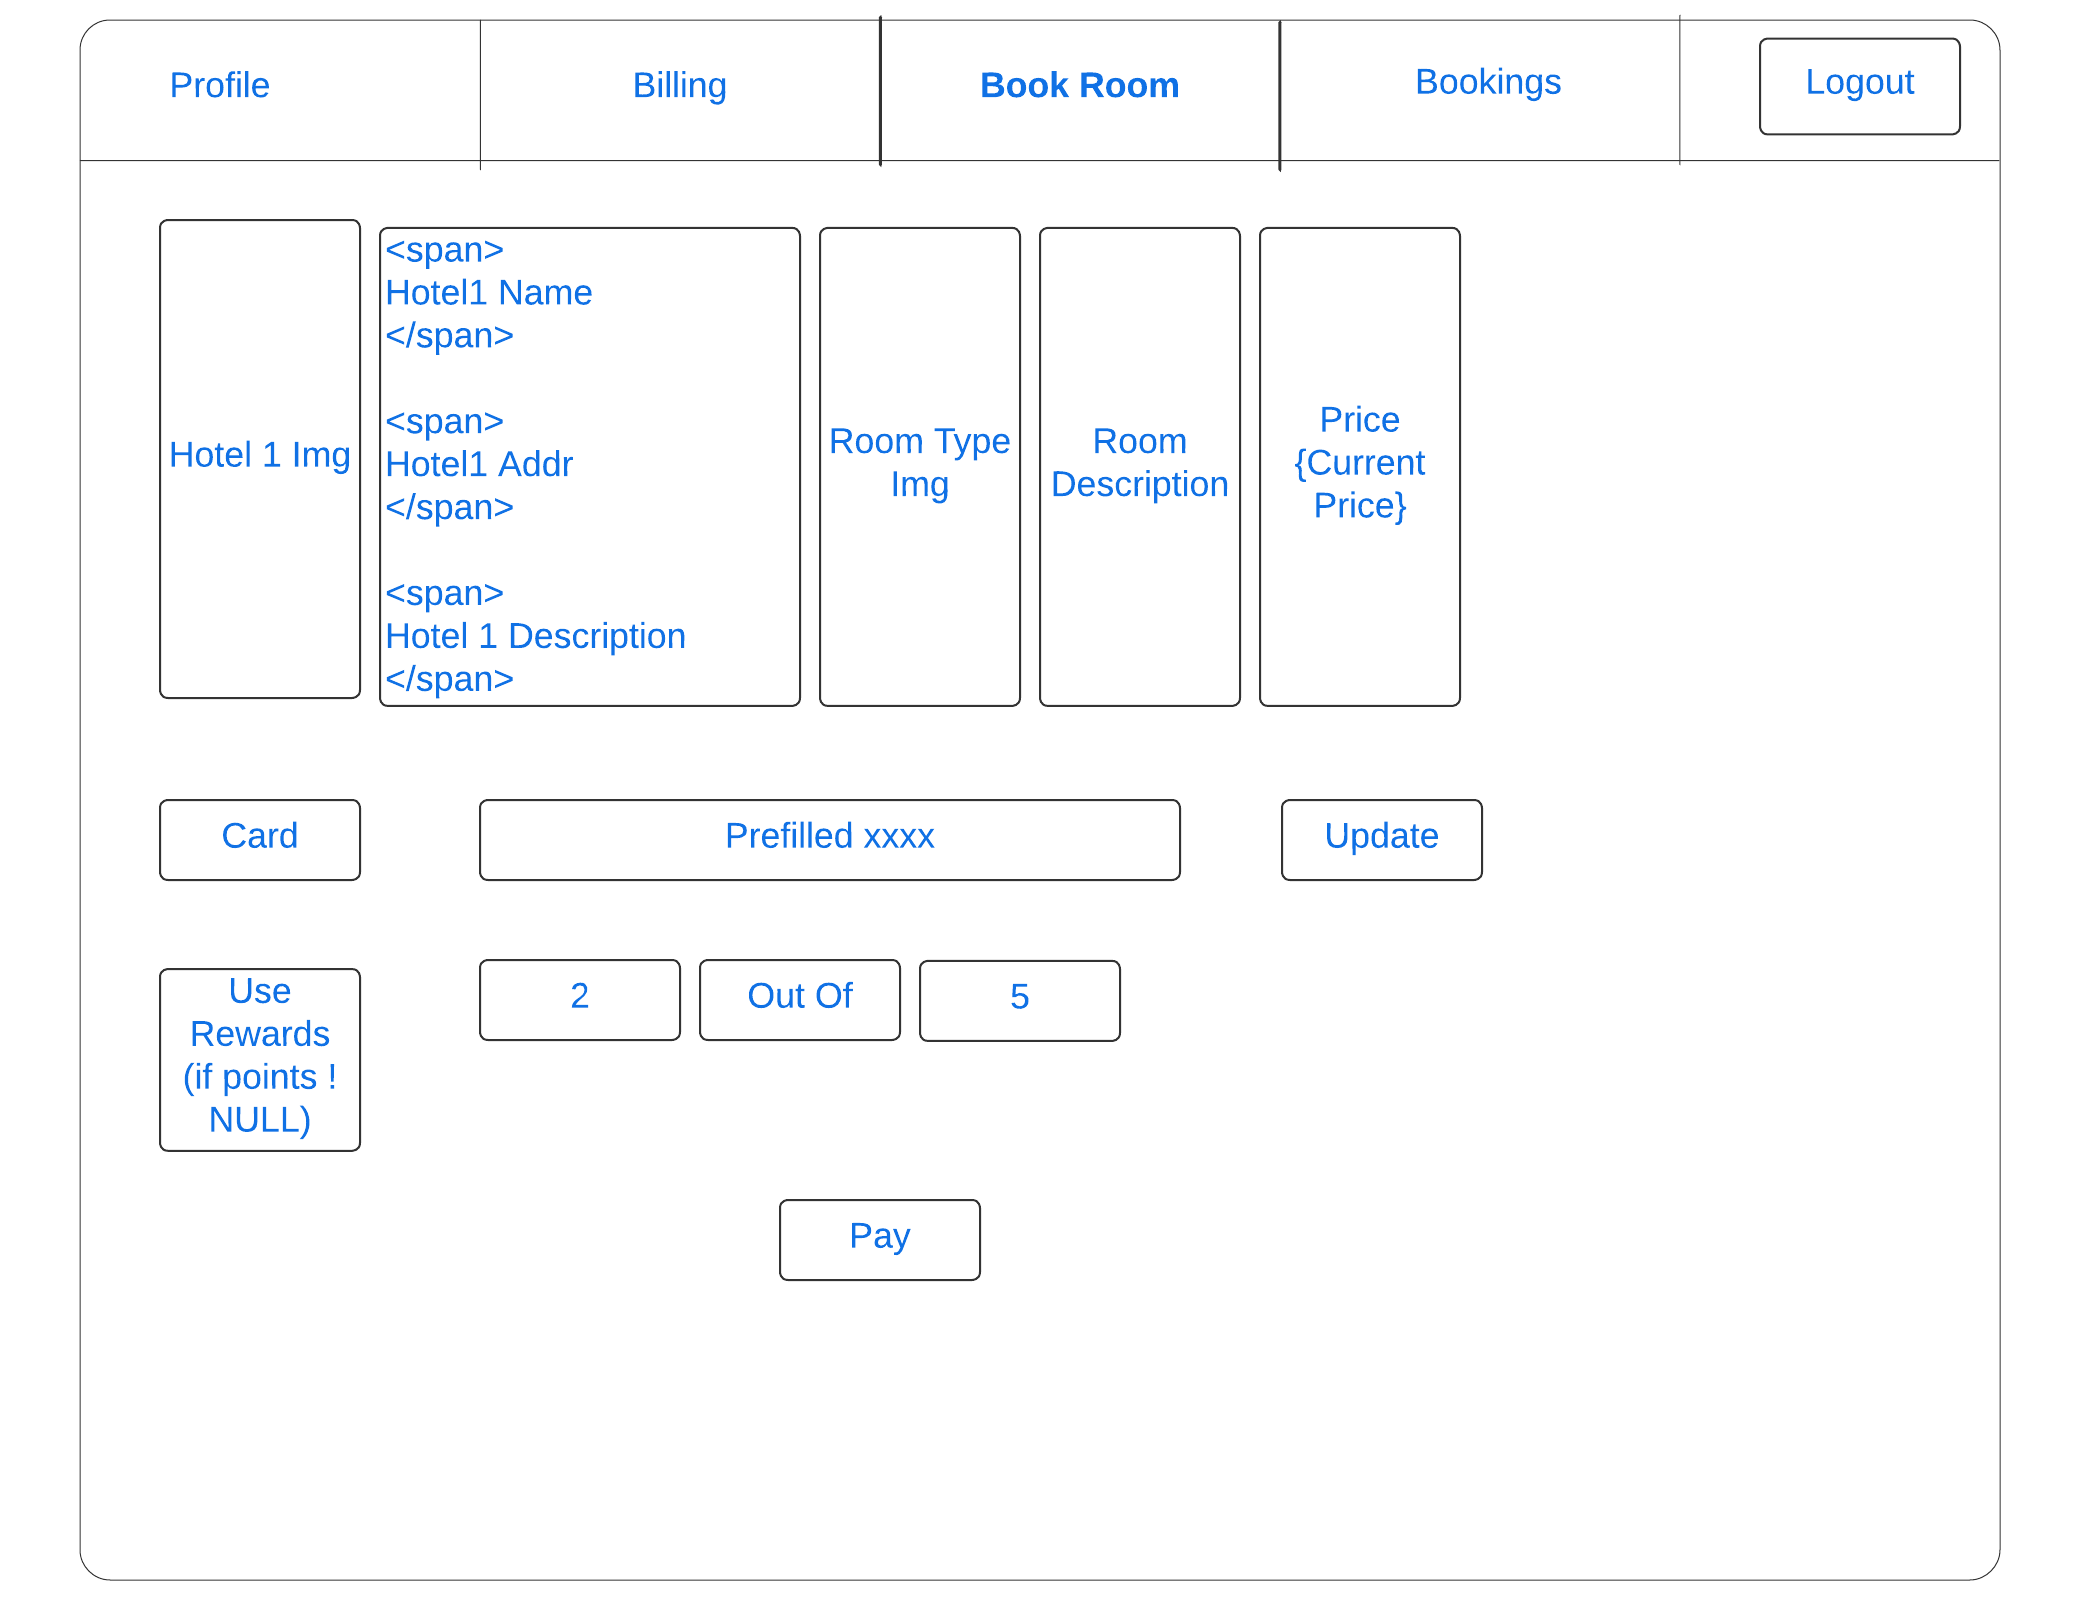 Profile
Billing
Book Room
Bookings
Logout
Hotel 1 Img
<span>
Hotel1 Name
</span>
<span>
Hotel1 Addr
</span>
<span>
Hotel 1 Description
</span>
Room Type
Img
Room
Description
Price
{Current
Price}
Card
Prefilled xxxx
Update
Use
Rewards
(if points !
NULL)
2
Out Of
5
Pay